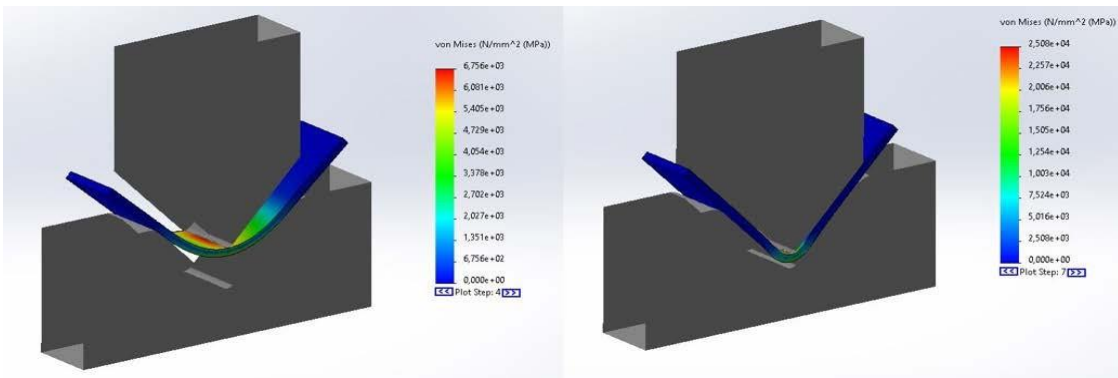 von Mises (N/mm^2 (MPa))
6,756e+03
6,081e+03
5,405e+03
4,729e+03
4,054e+03
3,378e+03
2,702e+03
2,027e+03
1,351e+03
6,756e+02
0,000e+00
<< Plot Step: 4 >>
von Mises (N/mm^2 (MPa))
2,508e+04
2,257e+04
2,006e+04
1,756e+04
1,505e+04
1,254e+04
1,003e+04
7,524e+03
5,016e+03
2,508e+03
0,000e+00
<< Plot Step: 7 >>